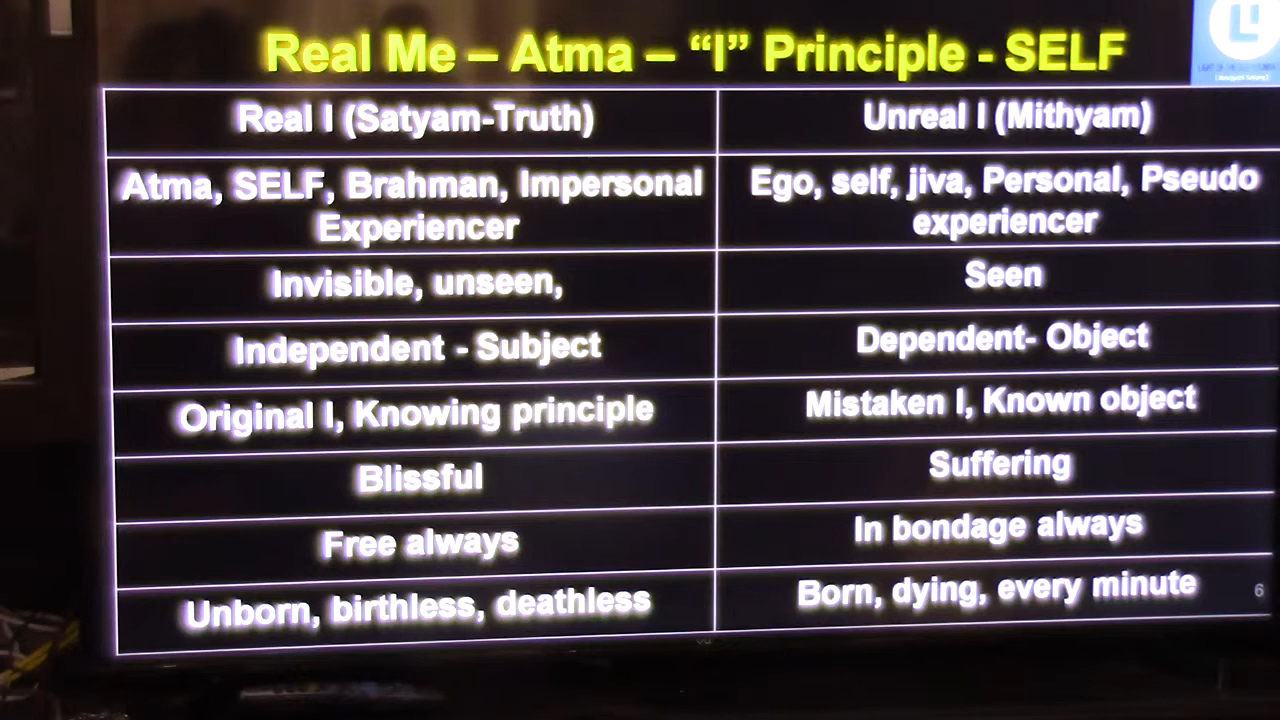 Real Me – Atma – “I” Principle - SELF
Real I (Satyam-Truth)
Unreal I (Mithyam)
Atma, SELF, Brahman, Impersonal
Experiencer
Ego, self, jiva, Personal, Pseudo
experiencer
Invisible, unseen,
Seen
Independent - Subject
Dependent- Object
Original I, Knowing principle
Mistaken I, Known object
Blissful
Suffering
Free always
In bondage always
Unborn, birthless, deathless
Born, dying, every minute
6